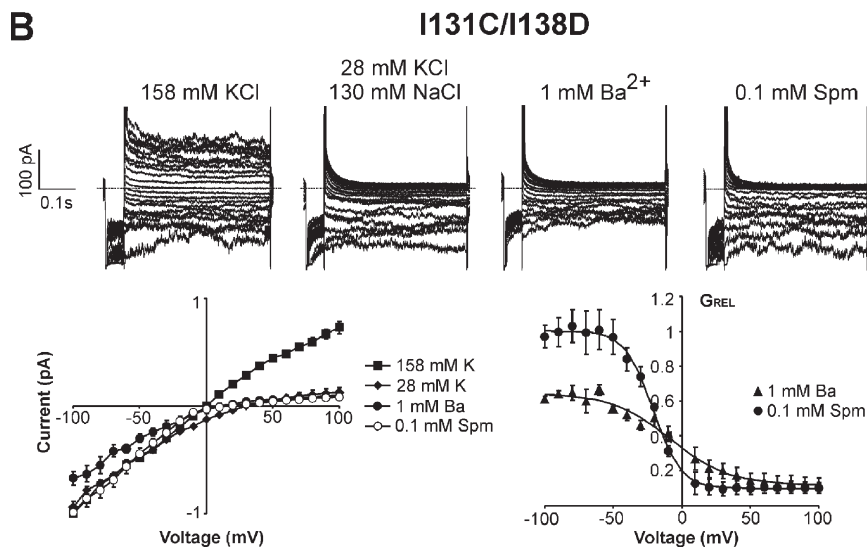 B
I131C/I138D
158 mM KCl
28 mM KCl
130 mM NaCl
1 mM Ba2+
0.1 mM Spm
100 pA
0.1s
Current (pA)
1
-100
-50
50
100
-1
Voltage (mV)
158 mM K
28 mM K
1 mM Ba
0.1 mM Spm
GREL
1.2
1
0.8
0.6
0.4
0.2
-100
-50
0
50
100
Voltage (mV)
1 mM Ba
0.1 mM Spm